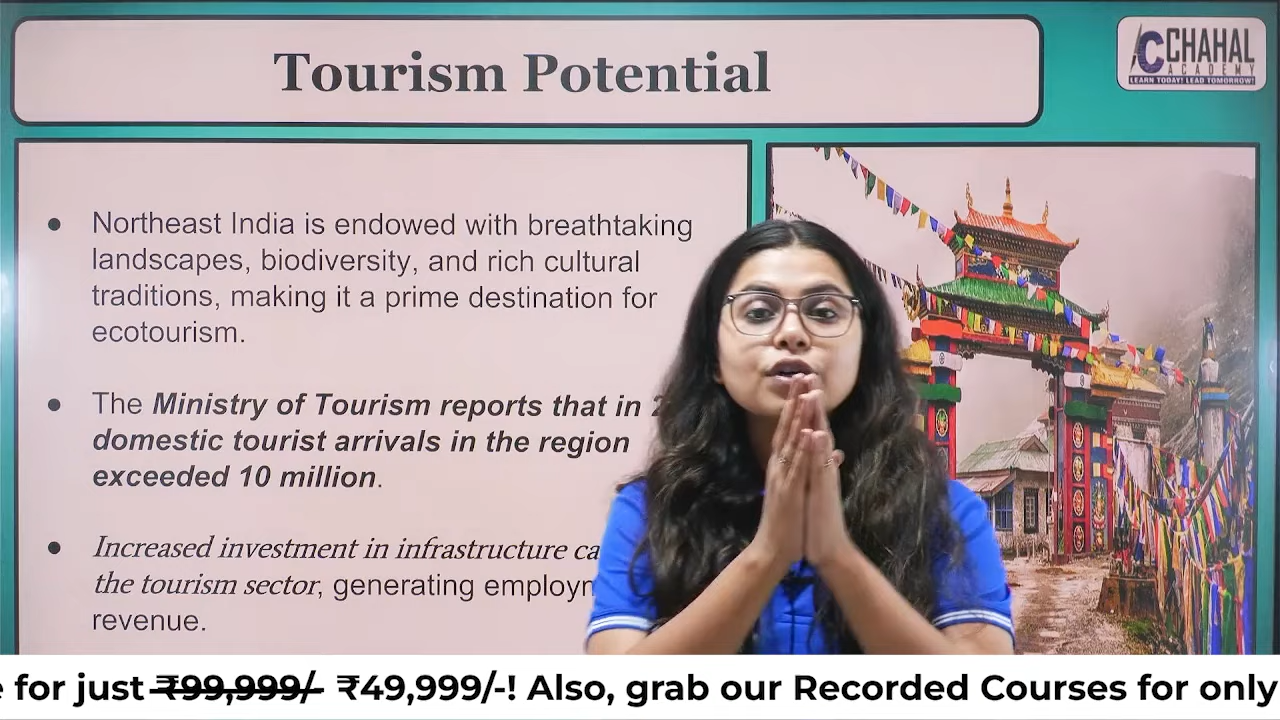 Tourism Potential
CHAHAL
ACADEMY
LEARN TODAY! LEAD TOMORROW!
● Northeast India is endowed with breathtaking
landscapes, biodiversity, and rich cultural
traditions, making it a prime destination for
ecotourism.
● The Ministry of Tourism reports that in
domestic tourist arrivals in the region
exceeded 10 million.
● Increased investment in infrastructure
the tourism sector, generating
revenue.
for just ₹99,999/- ₹49,999/-! Also, grab our Recorded Courses for only